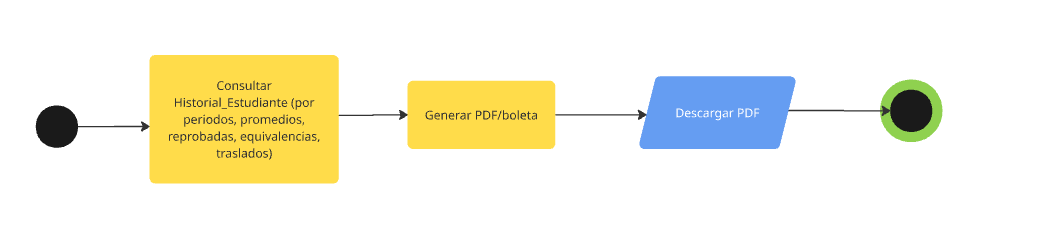 Consultar
Historial_Estudiante (por
periodos, promedios,
reprobadas, equivalencias,
traslados)
Generar PDF/boleta
Descargar PDF